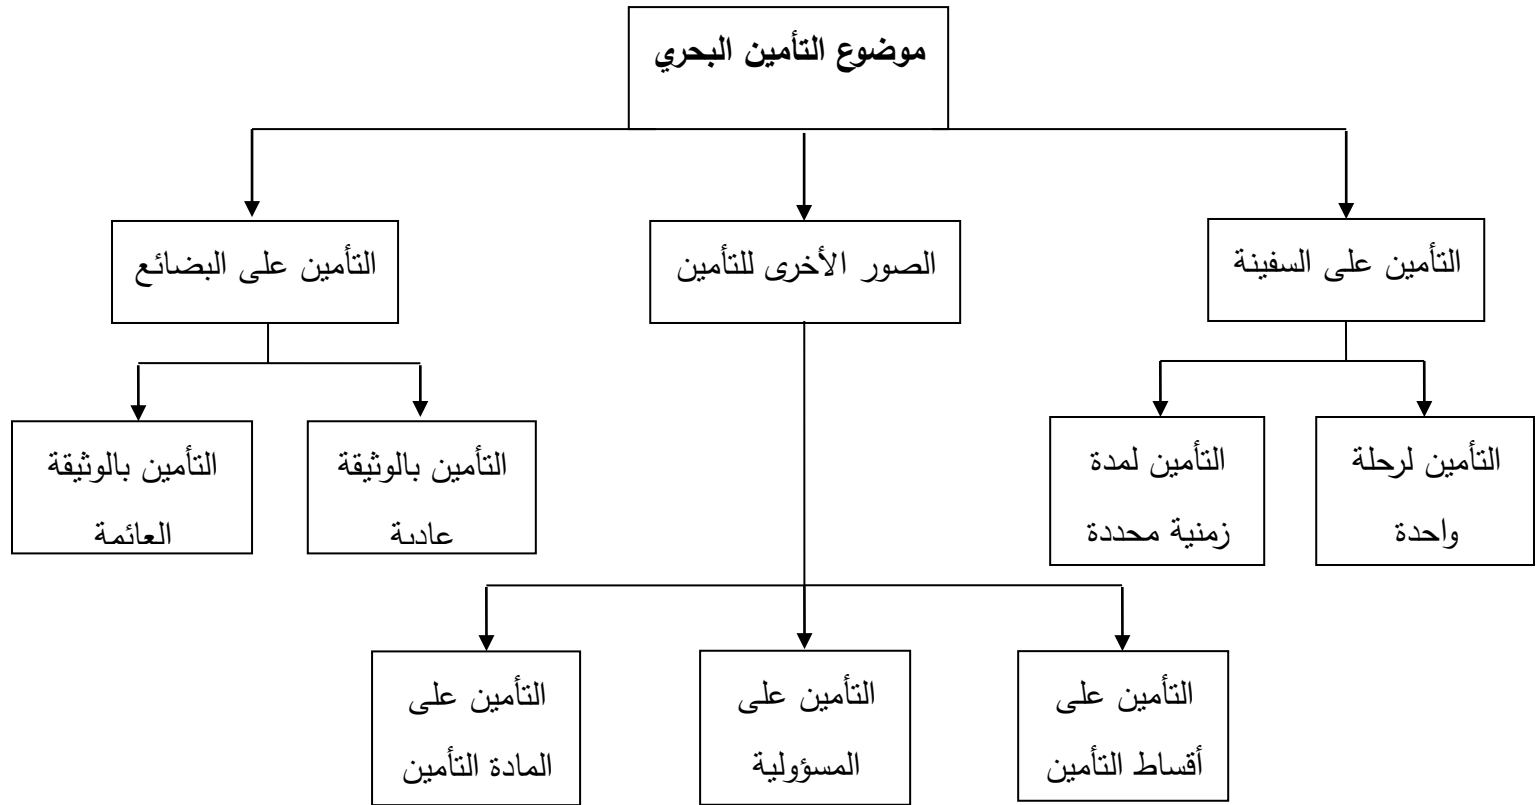 موضوع التأمين البحري
التأمين على السفينة
الصور الأخرى للتأمين
التأمين على البضائع
التأمين لرحلة
واحدة
التأمين لمدة
زمنية محددة
التأمين بالوثيقة
عادية
التأمين بالوثيقة
العائمة
التأمين على
أقساط التأمين
التأمين على
المسؤولية
التأمين على
المادة التأمين